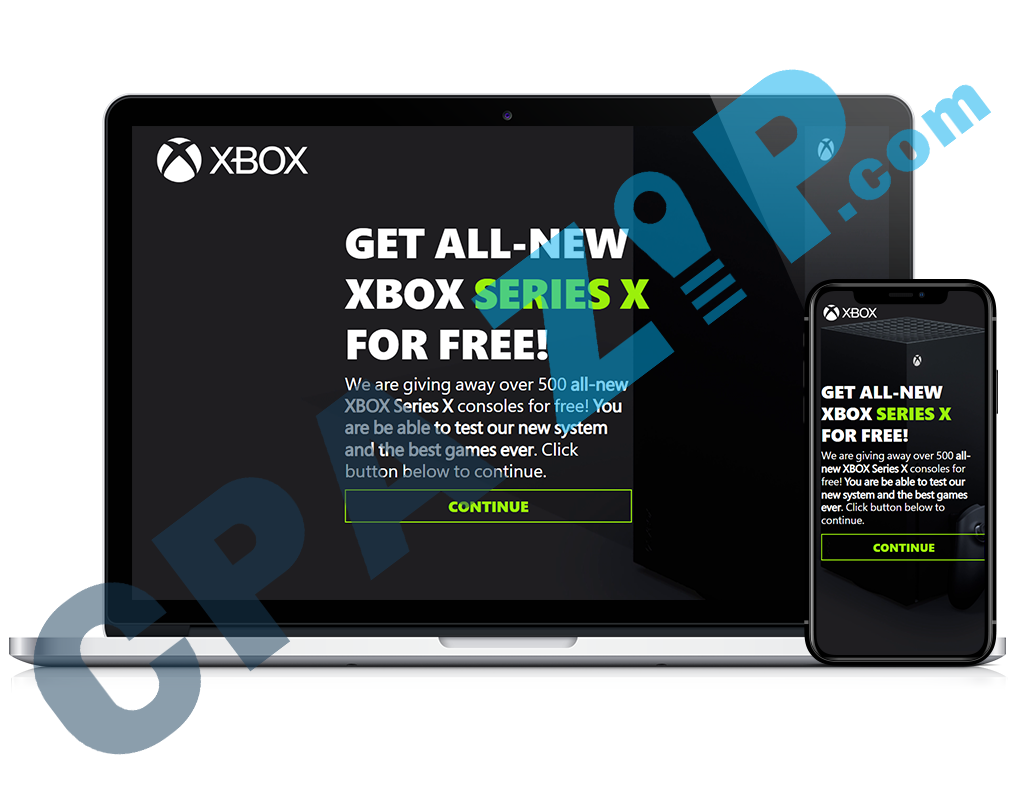 XBOX
GET ALL-NEW
XBOX SERIES X
FOR FREE!
We are giving away over 500 all-new
XBOX Series X consoles for free! You
are be able to test our new system
and the best games ever. Click
button below to continue.
CONTINUE
XBOX
GET ALL-NEW
XBOX SERIES X
FOR FREE!
We are giving away over 500 all-
new XBOX Series X consoles for
free! You are be able to test our
new system and the best games
ever. Click button below to
continue.
CONTINUE
CPAZiP.com